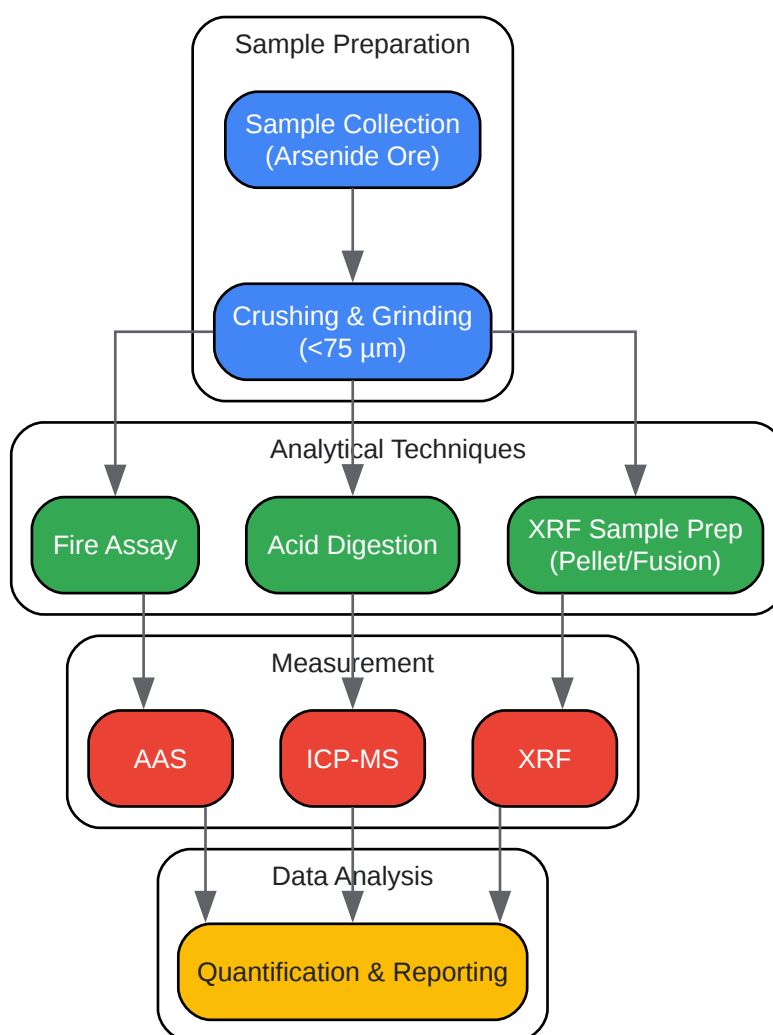 Sample Preparation
Sample Collection
(Arsenide Ore)
Crushing & Grinding
(<75 µm)
Analytical Techniques
Fire Assay
Acid Digestion
XRF Sample Prep
(Pellet/Fusion)
Measurement
AAS
ICP-MS
XRF
Data Analysis
Quantification & Reporting